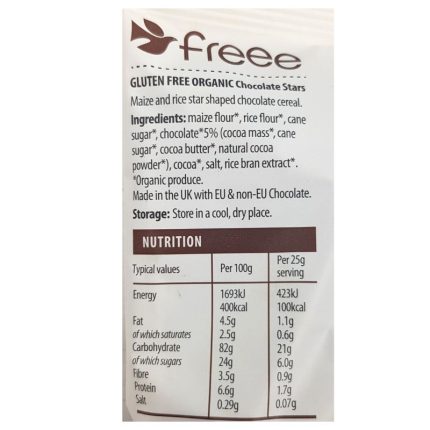 freee
GLUTEN FREE ORGANIC Chocolate Stars
Maize and rice star shaped chocolate cereal.
Ingredients: maize flour*, rice flour*, cane
sugar*, chocolate*5% (cocoa mass*, cane
sugar*, cocoa butter*, natural cocoa
powder*), cocoa*, salt, rice bran extract*.
*Organic produce.
Made in the UK with EU & non-EU Chocolate.
Storage: Store in a cool, dry place.
NUTRITION
Typical values Per 100g Per 25g serving
Energy 1693kJ 423kJ
400kcal 100kcal
Fat 4.5g 1.1g
of which saturates 2.5g 0.6g
Carbohydrate 82g 21g
of which sugars 24g 6.0g
Fibre 3.5g 0.9g
Protein 6.6g 1.7g
Salt 0.29g 0.07g